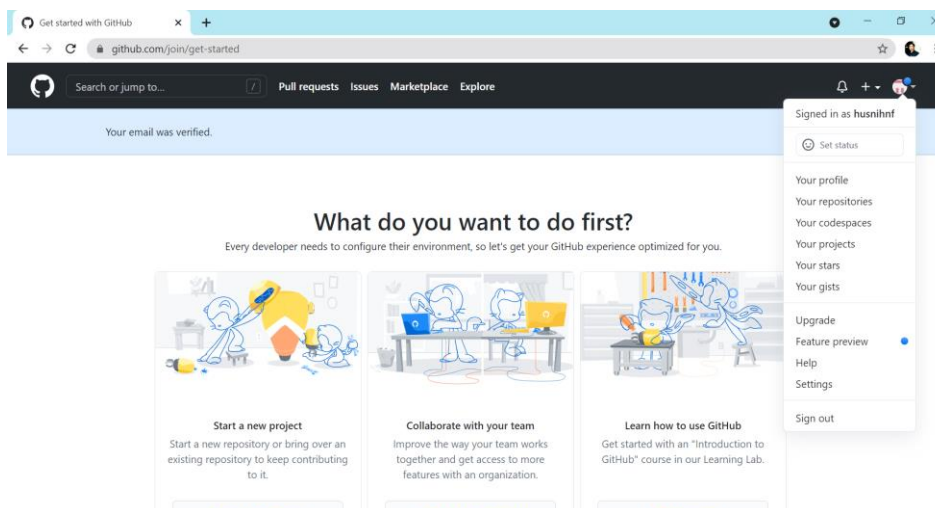 Get started with GitHub
github.com/join/get-started
Search or jump to...
/
Pull requests Issues Marketplace Explore
Signed in as husnihnf
Your email was verified.
Set status
Your profile
Your repositories
Your codespaces
Your projects
Your stars
Your gists
Upgrade
Feature preview
Help
Settings
Sign out
What do you want to do first?
Every developer needs to configure their environment, so let's get your GitHub experience optimized for you.
Start a new project
Start a new repository or bring over an
existing repository to keep contributing
to it.
Collaborate with your team
Improve the way your team works
together and get access to more
features with an organization.
Learn how to use GitHub
Get started with an "Introduction to
GitHub" course in our Learning Lab.